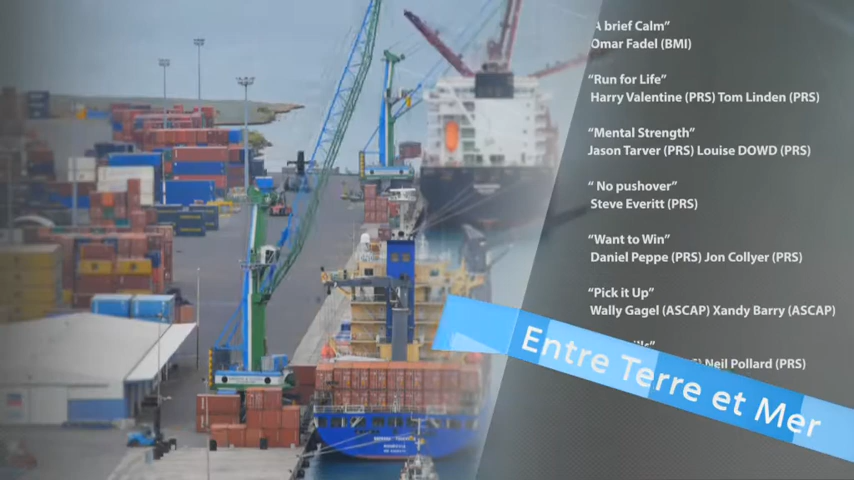 “A brief Calm”
Omar Fadel (BMI)
“Run for Life”
Harry Valentine (PRS) Tom Linden (PRS)
“Mental Strength”
Jason Tarver (PRS) Louise DOWD (PRS)
“ No pushover”
Steve Everitt (PRS)
“Want to Win”
Daniel Peppe (PRS) Jon Collyer (PRS)
“Pick it Up”
Wally Gagel (ASCAP) Xandy Barry (ASCAP)
Neil Pollard (PRS)
Entre Terre et Mer